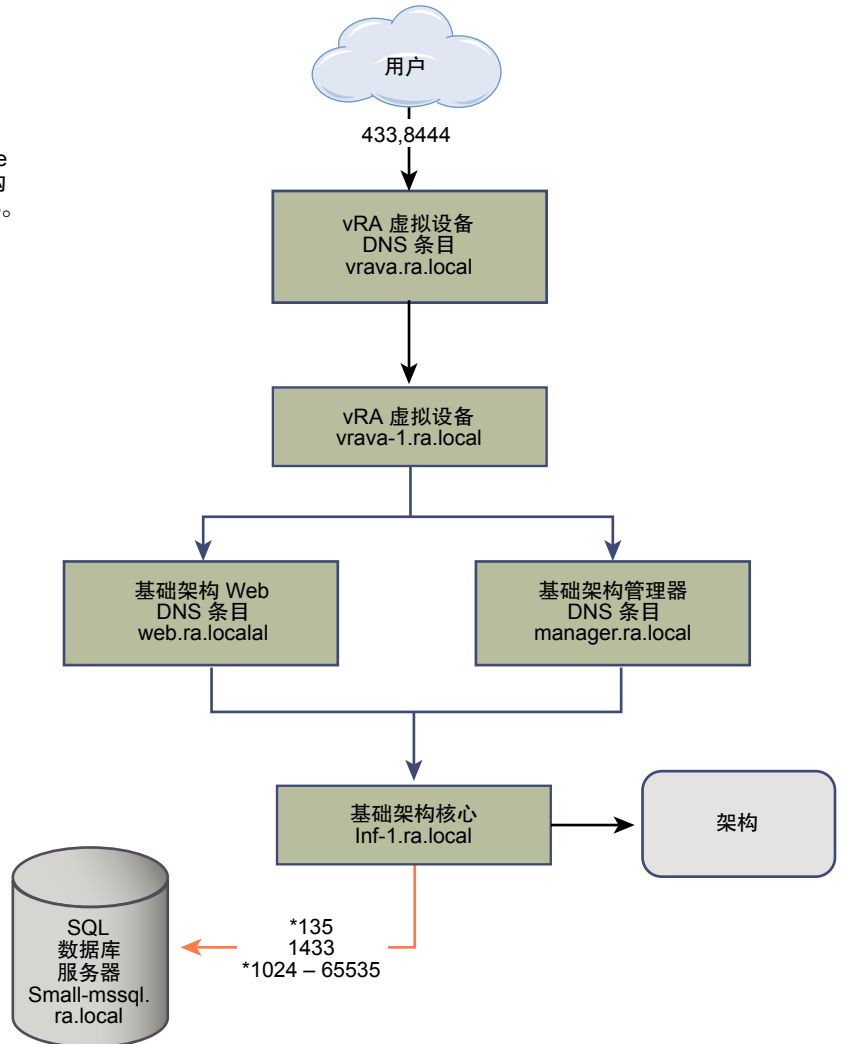 用户
433,8444
e
。
vRA 虚拟设备
DNS 条目
vrava.ra.local
vRA 虚拟设备
vrava-1.ra.local
基础架构 Web
DNS 条目
web.ra.localal
基础架构管理器
DNS 条目
manager.ra.local
基础架构核心
Inf-1.ra.local
架构
SQL
数据库
服务器
Small-mssql.
ra.local
*135
1433
*1024 – 65535